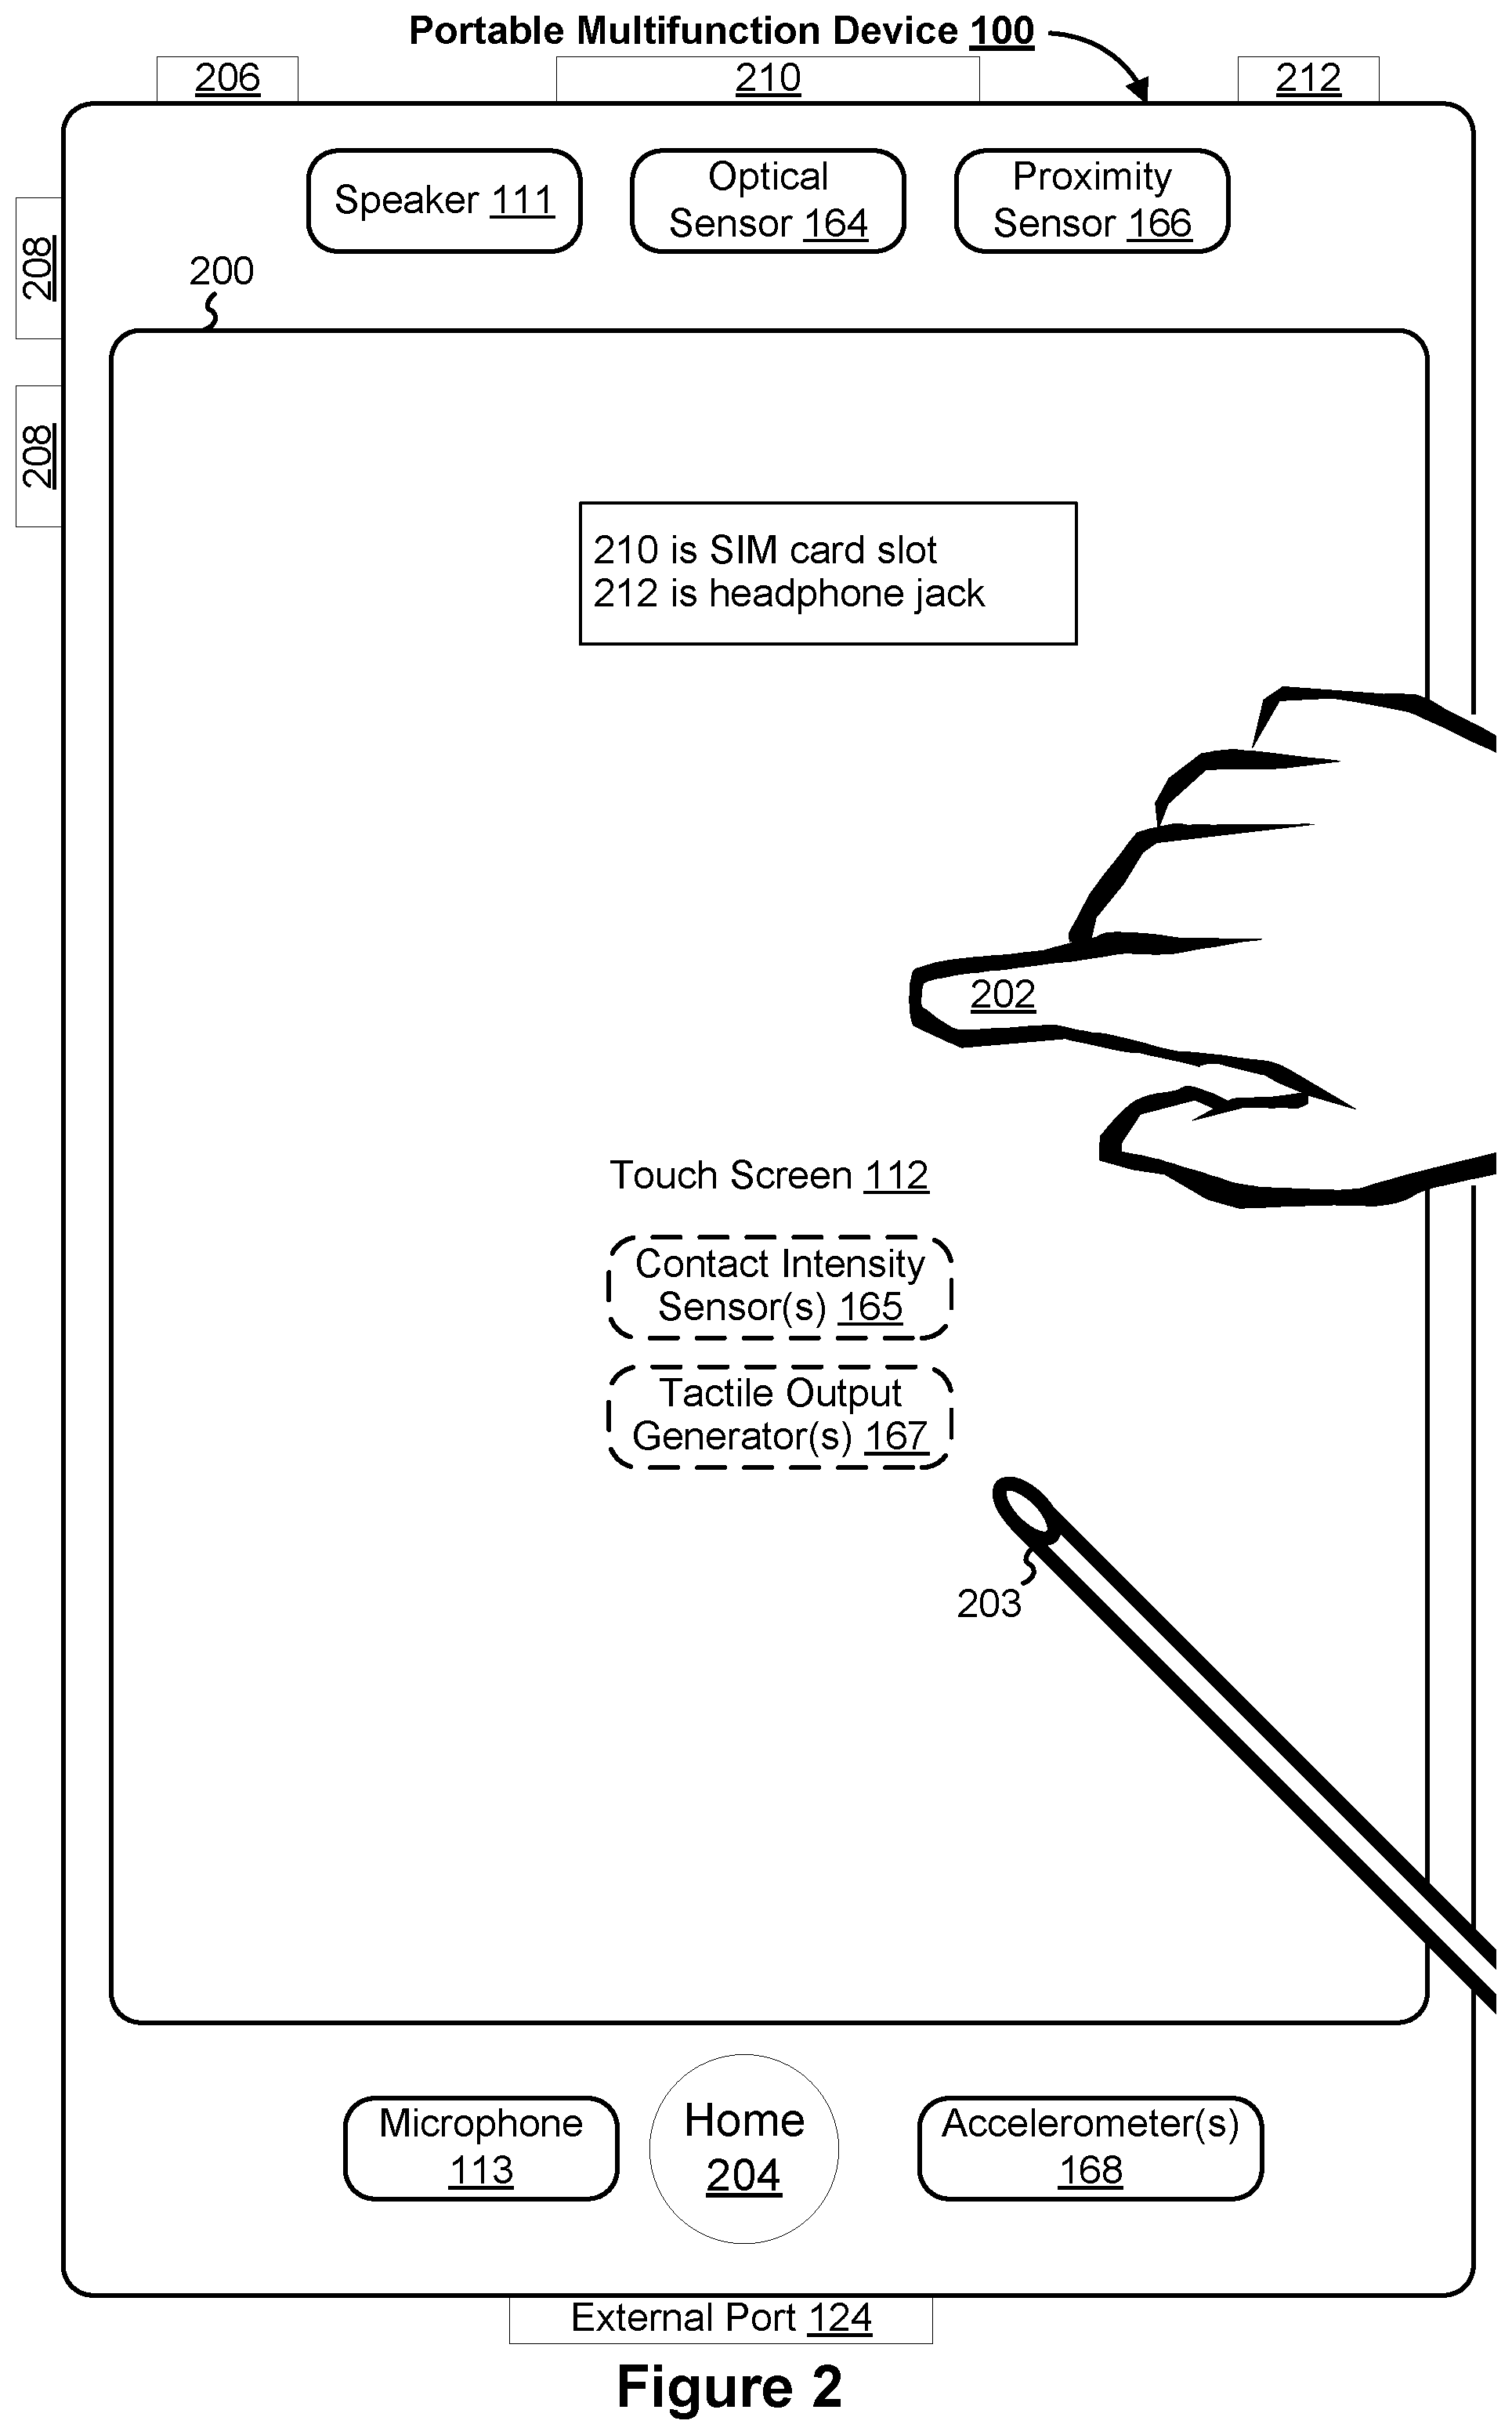 Portable Multifunction Device 100
206
210
212
Speaker 111
Optical
Sensor 164
Proximity
Sensor 166
208
200
208
210 is SIM card slot
212 is headphone jack
202
Touch Screen 112
Contact Intensity
Sensor(s) 165
Tactile Output
Generator(s) 167
203
Microphone
113
Home
204
Accelerometer(s)
168
External Port 124
Figure 2